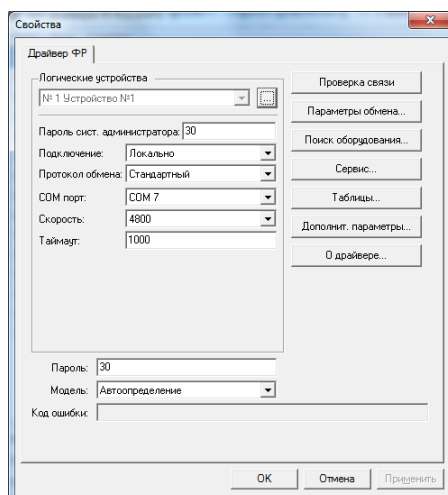 Свойства
Драйвер ФР
Логические устройства
№ 1 Устройство №1
...
Пароль сист. администратора: 30
Подключение: Локально
Протокол обмена: Стандартный
COM порт: COM 7
Скорость: 4800
Таймаут: 1000
Пароль: 30
Модель: Автоопределение
Код ошибки:
Проверка связи
Параметры обмена...
Поиск оборудования...
Сервис...
Таблицы...
Дополнит. параметры...
О драйвере...
OK Отмена Применить